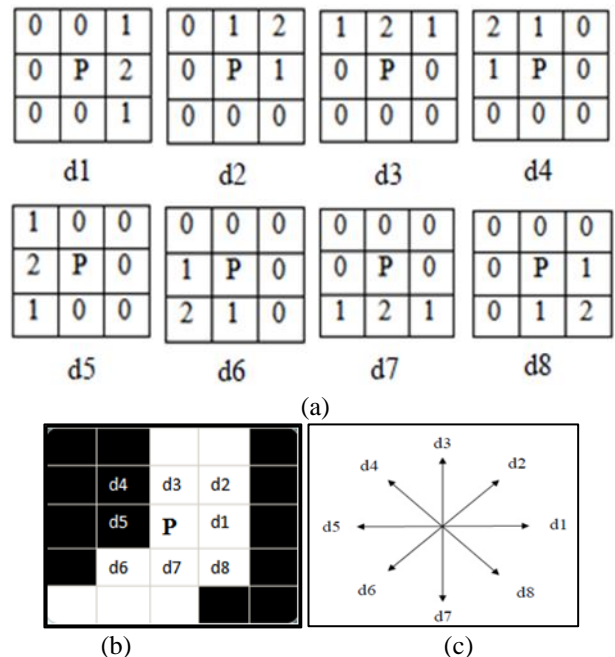 0 0 1 0 1 2 1 2 1 2 1 0
0 P 2 0 P 1 0 P 0 1 P 0
0 0 1 0 0 0 0 0 0 0 0 0
d1 d2 d3 d4
1 0 0 0 0 0 0 0 0 0 0 0
2 P 0 1 P 0 0 P 0 0 P 1
1 0 0 2 1 0 1 2 1 0 1 2
d5 d6 d7 d8
(a)
d4 d3 d2
d5 P d1
d6 d7 d8
(b)
d3
d4 d2
d5 d1
d6 d8
d7
(c)